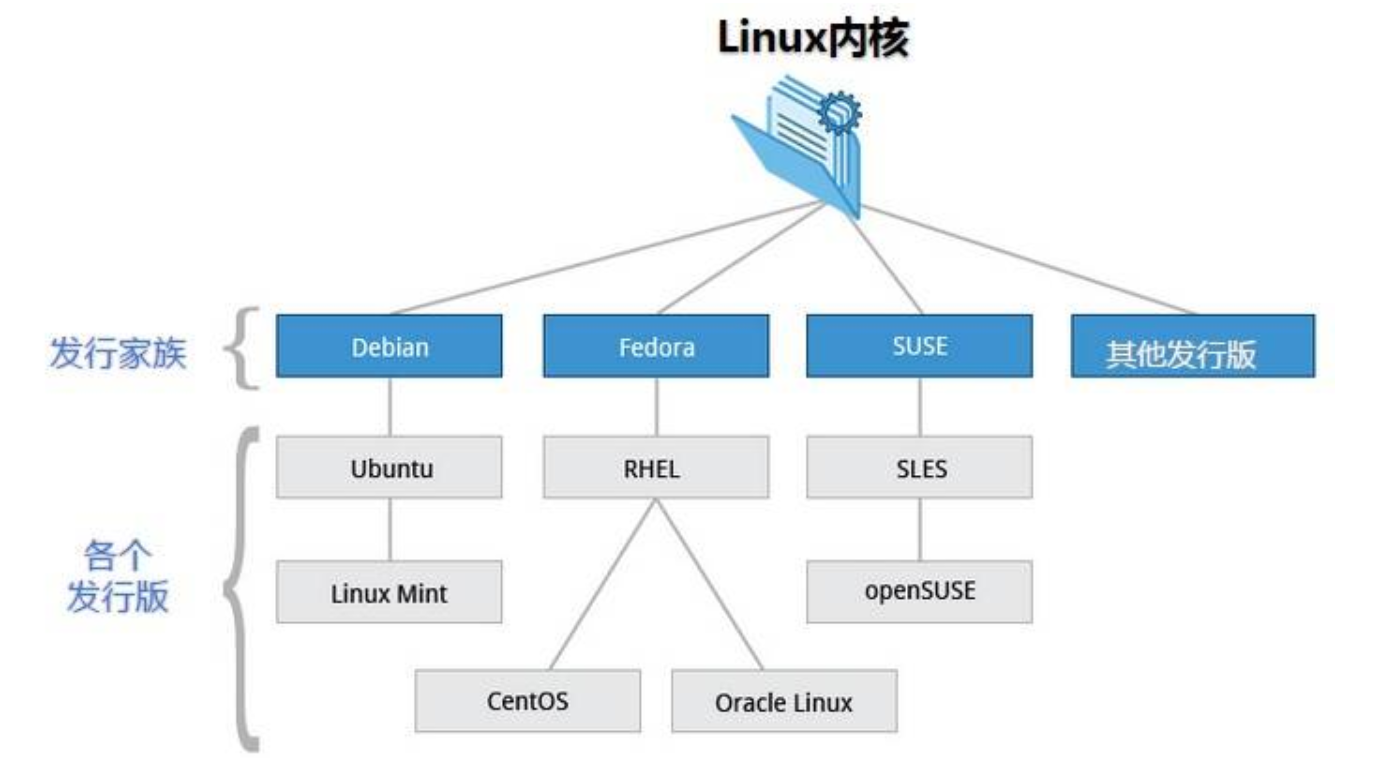 Linux内核
发行家族
Debian
Fedora
SUSE
其他发行版
各个
发行版
Ubuntu
RHEL
SLES
Linux Mint
openSUSE
CentOS
Oracle Linux